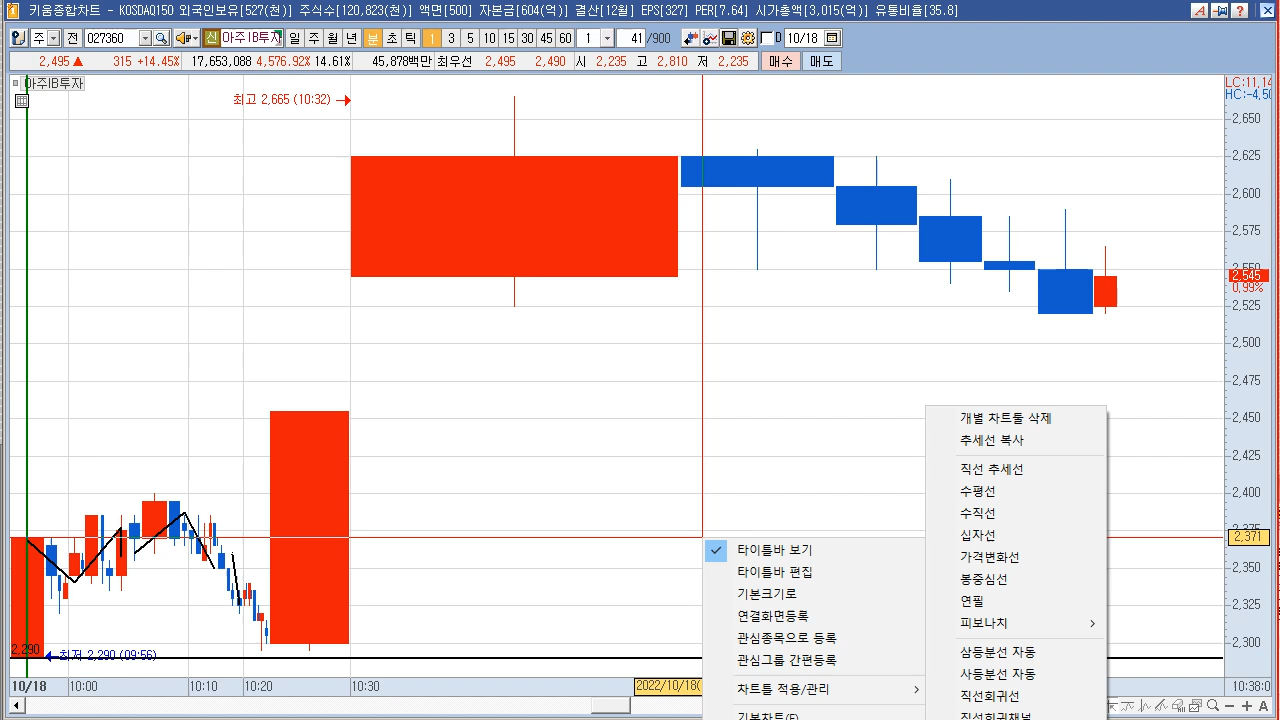 키움종합차트 - KOSDAQ150 외국인보유[527(천)] 주식수[120,823(천)] 액면[500] 자본금[604(억)] 결산[12월] EPS[327] PER[7.64] 시가총액[3,015(억)] 유통비율[35.8]
주 전 027360 신 아주IB투자 일 주 월 년 분 초 틱 1 3 5 10 15 30 45 60 1 41 /900 D 10/18
2,495 ▲ 315 +14.45% 17,653,088 4,576.92% 14.61% 45,878백만 최우선 2,495 2,490 시 2,235 고 2,810 저 2,235 매수 매도
아주IB투자
LC:11,14
HC:-4,50
최고 2,665 (10:32)
2,650
2,625
2,600
2,575
2,550
2,545
0,99%
2,525
2,500
2,475
2,450
2,425
2,400
2,375
2,371
2,350
2,325
2,300
2,290
최저 2,290 (09:56)
10/18 10:00 10:10 10:20 10:30 2022/10/18( 10:38:0
타이틀바 보기
타이틀바 편집
기본크기로
연결화면등록
관심종목으로 등록
관심그룹 간편등록
차트틀 적용/관리
기본차트(F)
개별 차트툴 삭제
추세선 복사
직선 추세선
수평선
수직선
십자선
가격변화선
봉중심선
연필
피보나치
삼등분선 자동
사등분선 자동
직선회귀선
직선회귀채널
A